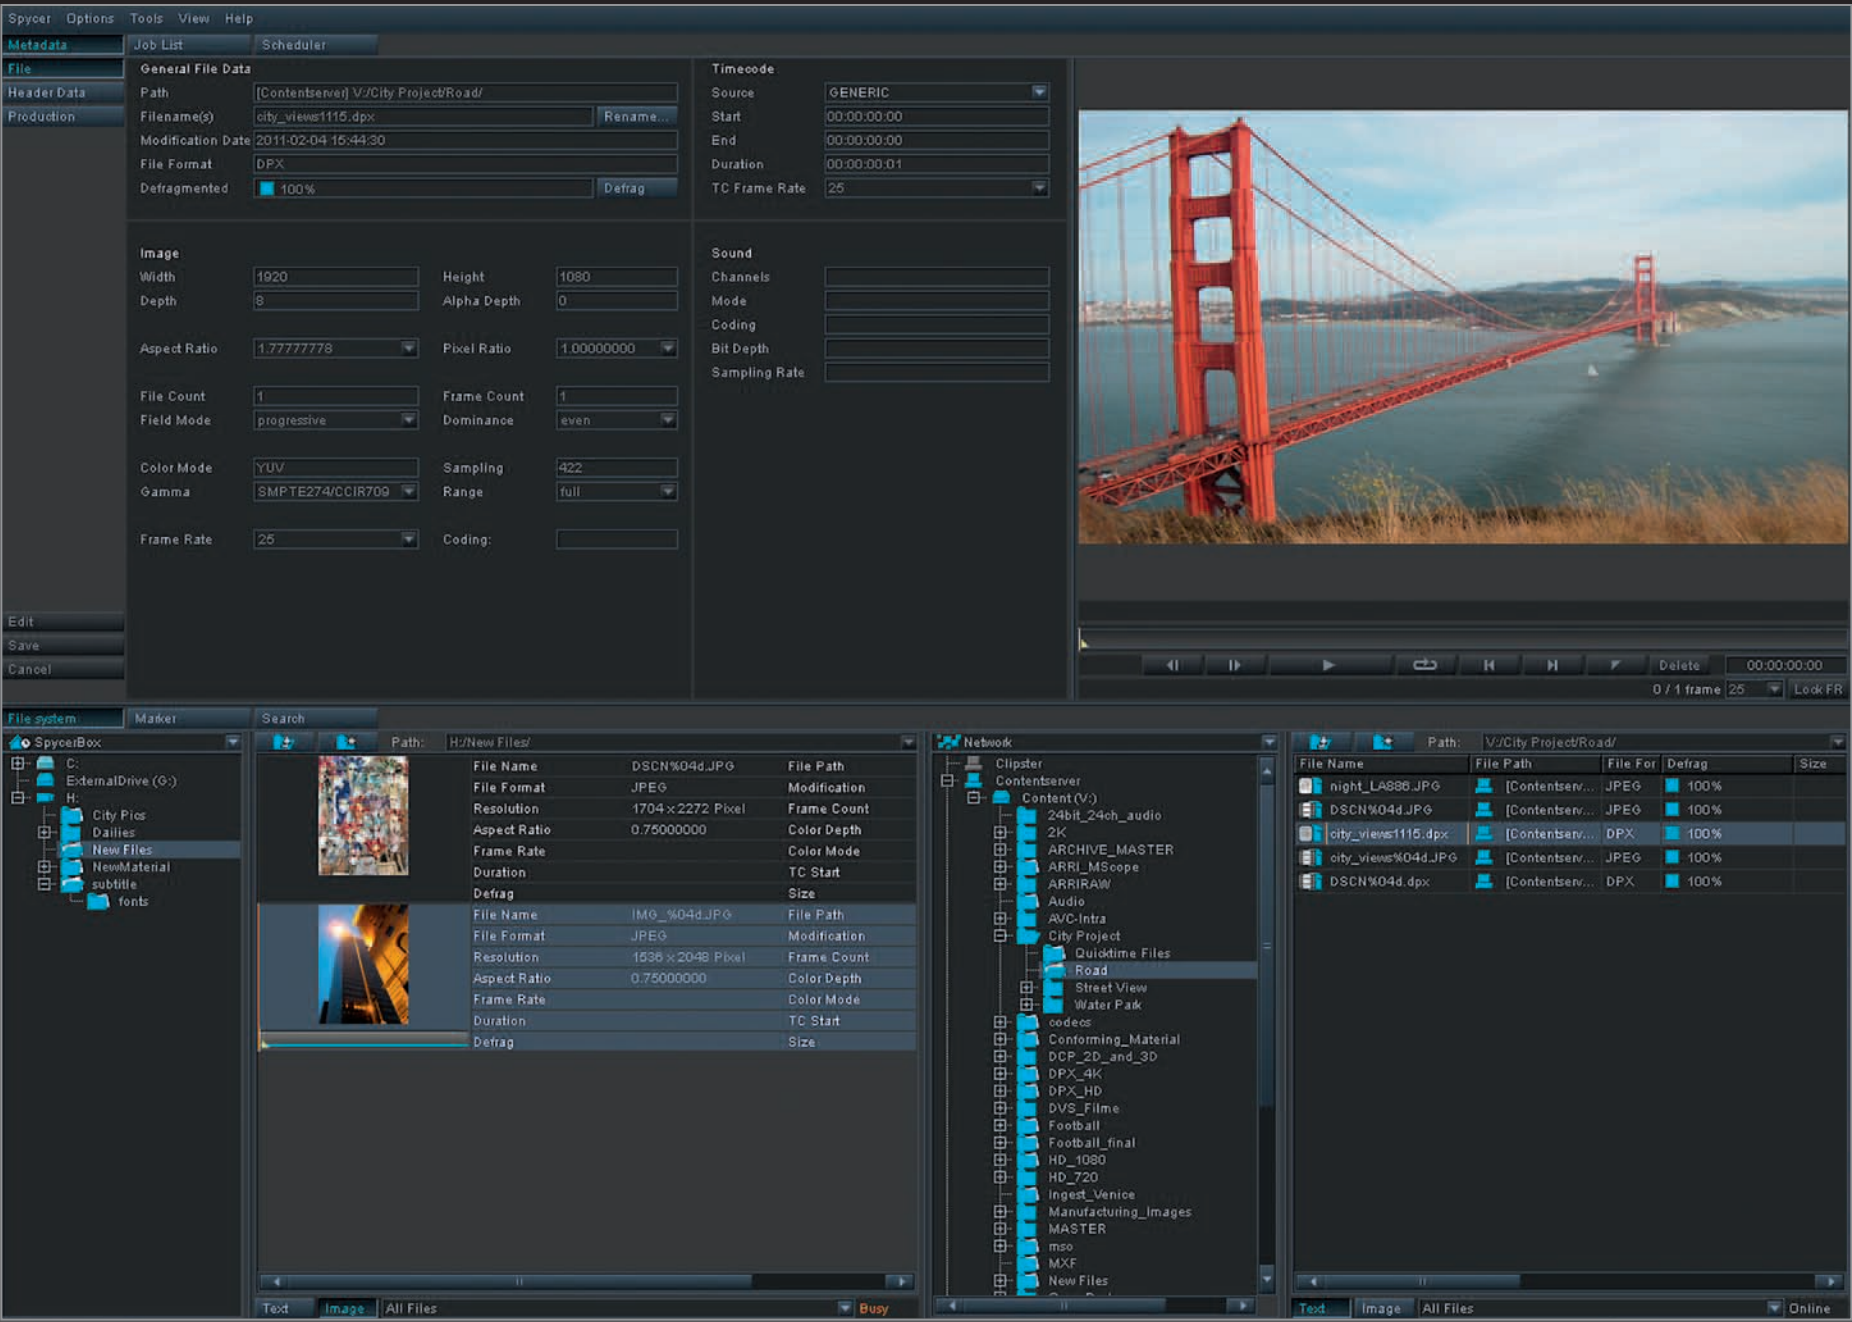 Spycer Options Tools View Help
Metadata Job List Scheduler
File
Header Data
Production
General File Data
Path [Contentserver] V:/City Project/Road/
Filename(s) city_views1115.dpx Rename...
Modification Date 2011-02-04 15:44:30
File Format DPX
Defragmented 100% Defrag
Timecode
Source GENERIC
Start 00:00:00:00
End 00:00:00:00
Duration 00:00:00:01
TC Frame Rate 25
Image
Width 1920 Height 1080
Depth 8 Alpha Depth 0
Aspect Ratio 1.77777778 Pixel Ratio 1.00000000
File Count 1 Frame Count 1
Field Mode progressive Dominance even
Color Mode YUV Sampling 422
Gamma SMPTE274/CCIR709 Range full
Frame Rate 25 Coding:
Sound
Channels
Mode
Coding
Bit Depth
Sampling Rate
Edit
Save
Cancel
Delete 00:00:00:00
0 / 1 frame 25 Lock FR
File system Marker Search
SpycerBox
C:
ExternalDrive (G:)
H:
City Pics
Dailies
New Files
NewMaterial
subtitle
fonts
Path: H:/New Files/
File Name DSCN%04d.JPG File Path
File Format JPEG Modification
Resolution 1704 x 2272 Pixel Frame Count
Aspect Ratio 0.75000000 Color Depth
Frame Rate Color Mode
Duration TC Start
Defrag Size
File Name IMG_%04d.JPG File Path
File Format JPEG Modification
Resolution 1536 x 2048 Pixel Frame Count
Aspect Ratio 0.75000000 Color Depth
Frame Rate Color Mode
Duration TC Start
Defrag Size
Text Image All Files Busy
Network
Clipster
Contentserver
Content (V:)
24bit_24ch_audio
2K
ARCHIVE_MASTER
ARRI_MScope
ARRIRAW
Audio
AVC-Intra
City Project
Quicktime Files
Road
Street View
Water Park
codecs
Conforming_Material
DCP_2D_and_3D
DPX_4K
DPX_HD
DVS_Filme
Football
Football_final
HD_1080
HD_720
Ingest_Venice
Manufacturing_Images
MASTER
mso
MXF
New Files
Path: V:/City Project/Road/
File Name File Path File For Defrag Size
night_LA886.JPG [Contentserv... JPEG 100%
DSCN%04d.JPG [Contentserv... JPEG 100%
city_views1115.dpx [Contentserv... DPX 100%
city_views%04d.JPG [Contentserv... JPEG 100%
DSCN%04d.dpx [Contentserv... DPX 100%
Text Image All Files Online